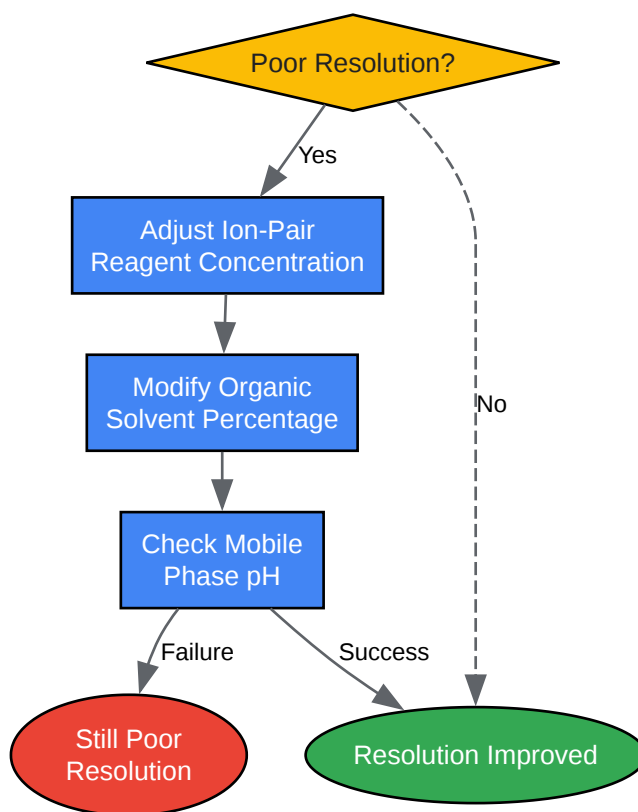 Poor Resolution?
Yes
Adjust Ion-Pair
Reagent Concentration
Modify Organic
Solvent Percentage
No
Check Mobile
Phase pH
Failure
Success
Still Poor
Resolution
Resolution Improved